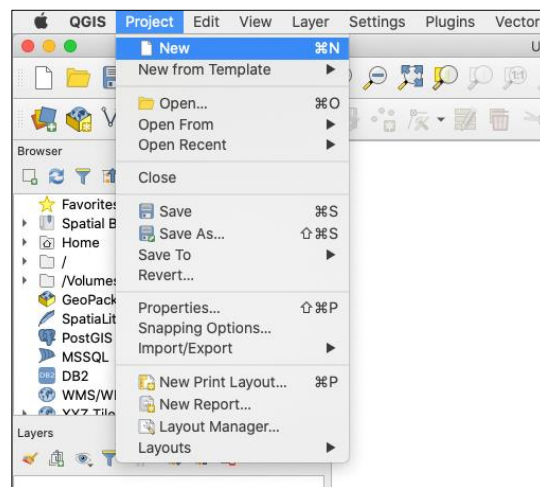 QGIS Project Edit View Layer Settings Plugins Vector
New ⌘N
New from Template
Open... ⌘O
Open From
Open Recent
Close
Save ⌘S
Save As... ⇧⌘S
Save To
Revert...
Properties... ⇧⌘P
Snapping Options...
Import/Export
New Print Layout... ⌘P
New Report...
Layout Manager...
Layouts
Browser
Favorites
Spatial B
Home
/
/Volumes
GeoPack
SpatiaLit
PostGIS
MSSQL
DB2
WMS/W
XYZ Tile
Layers